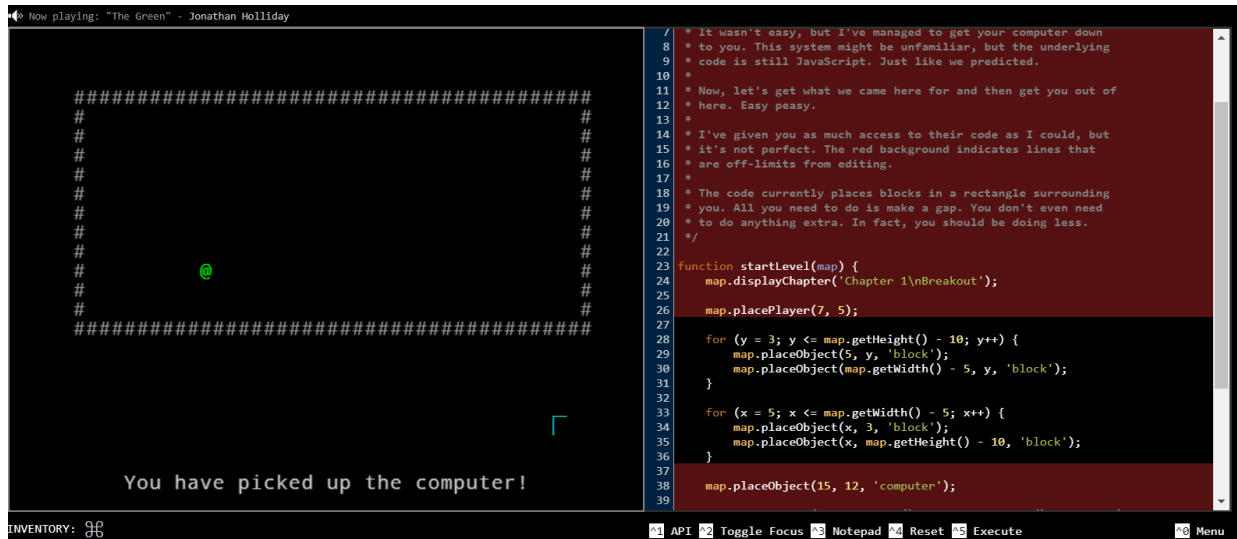 Now playing: "The Green" - Jonathan Holliday
##########################################
# #
# #
# #
# #
# #
# #
# #
# #
# @ #
# #
# #
##########################################
You have picked up the computer!
INVENTORY: ⌘
7 * It wasn't easy, but I've managed to get your computer down
8 * to you. This system might be unfamiliar, but the underlying
9 * code is still JavaScript. Just like we predicted.
10 *
11 * Now, let's get what we came here for and then get you out of
12 * here. Easy peasy.
13 *
14 * I've given you as much access to their code as I could, but
15 * it's not perfect. The red background indicates lines that
16 * are off-limits from editing.
17 *
18 * The code currently places blocks in a rectangle surrounding
19 * you. All you need to do is make a gap. You don't even need
20 * to do anything extra. In fact, you should be doing less.
21 */
22
23 function startLevel(map) {
24 map.displayChapter('Chapter 1\nBreakout');
25
26 map.placePlayer(7, 5);
27
28 for (y = 3; y <= map.getHeight() - 10; y++) {
29 map.placeObject(5, y, 'block');
30 map.placeObject(map.getWidth() - 5, y, 'block');
31 }
32
33 for (x = 5; x <= map.getWidth() - 5; x++) {
34 map.placeObject(x, 3, 'block');
35 map.placeObject(x, map.getHeight() - 10, 'block');
36 }
37
38 map.placeObject(15, 12, 'computer');
39
^1 API ^2 Toggle Focus ^3 Notepad ^4 Reset ^5 Execute ^0 Menu